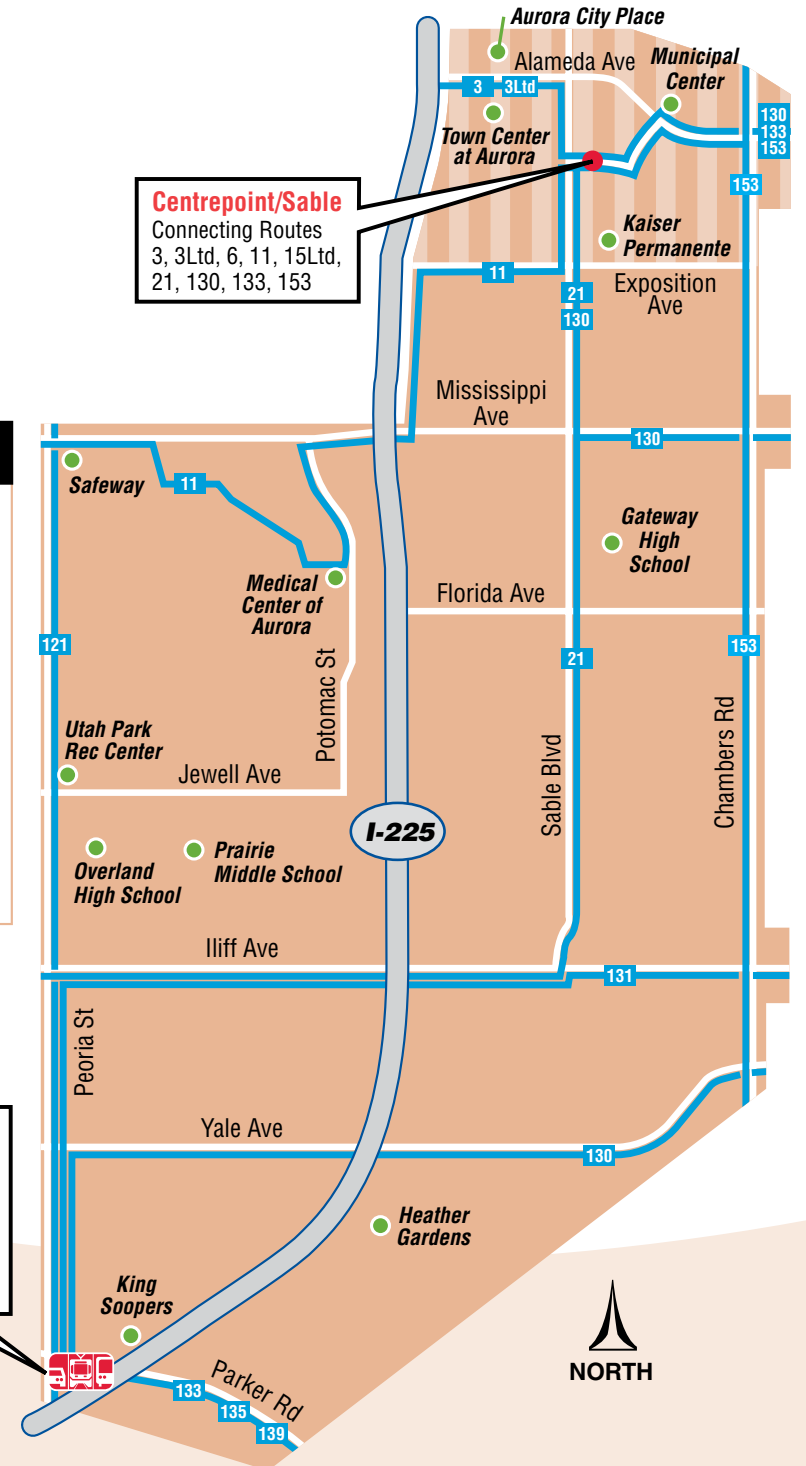 Aurora City Place
Alameda Ave
Municipal
Center
3
3Ltd
Town Center
at Aurora
130
133
153
153
Centrepoint/Sable
Connecting Routes
3, 3Ltd, 6, 11, 15Ltd,
21, 130, 133, 153
Kaiser
Permanente
11
21
Exposition
Ave
130
Mississippi
Ave
130
Safeway
11
Gateway
High
School
Medical
Center of
Aurora
Florida Ave
121
21
153
Potomac St
Utah Park
Rec Center
Jewell Ave
Sable Blvd
Chambers Rd
I-225
Overland
High School
Prairie
Middle School
Iliff Ave
131
Peoria St
Yale Ave
130
Heather
Gardens
King
Soopers
NORTH
Parker Rd
133
135
139